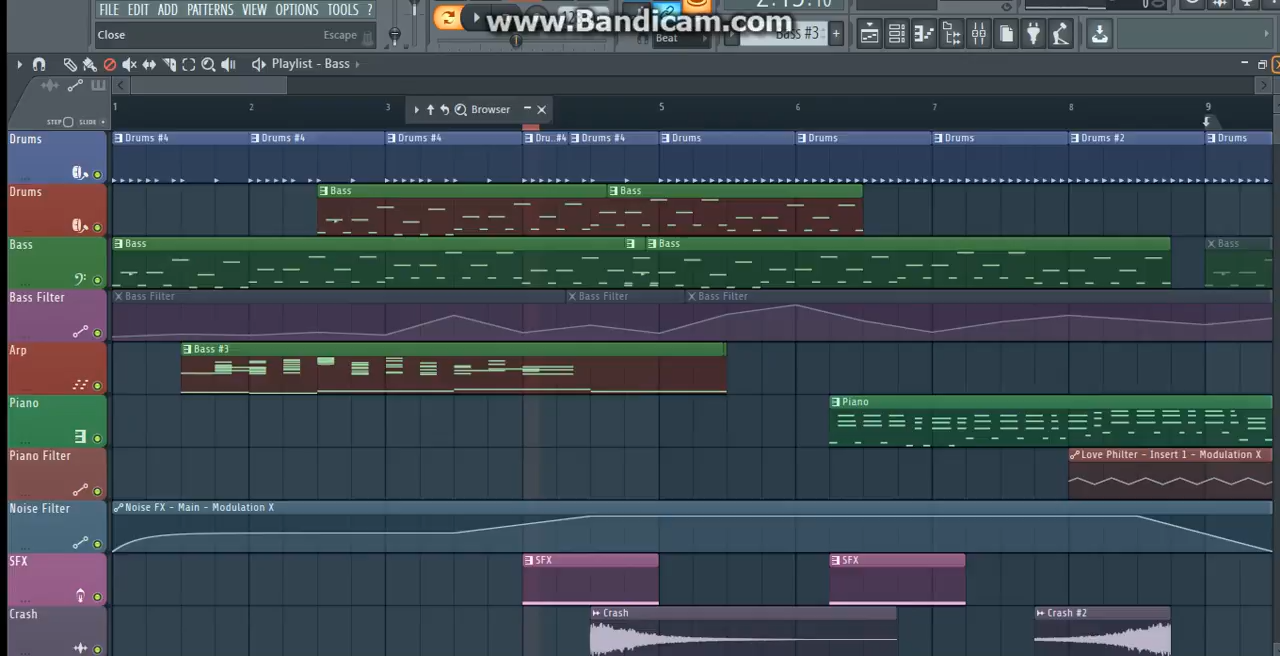 FILE EDIT ADD PATTERNS VIEW OPTIONS TOOLS ?
www.Bandicam.com
Close Escape
Beat
Bass #3 +
Playlist - Bass
Browser
STEP SLIDE
1 2 3 5 6 7 8 9
Drums
Drums #4 Drums #4 Drums #4 Dru..#4 Drums #4 Drums Drums Drums Drums #2 Drums
Drums
Bass Bass
Bass
Bass Bass Bass
Bass Filter
Bass Filter Bass Filter Bass Filter
Arp
Bass #3
Piano
Piano
Piano Filter
Love Philter - Insert 1 - Modulation X
Noise Filter
Noise FX - Main - Modulation X
SFX
SFX SFX
Crash
Crash Crash #2